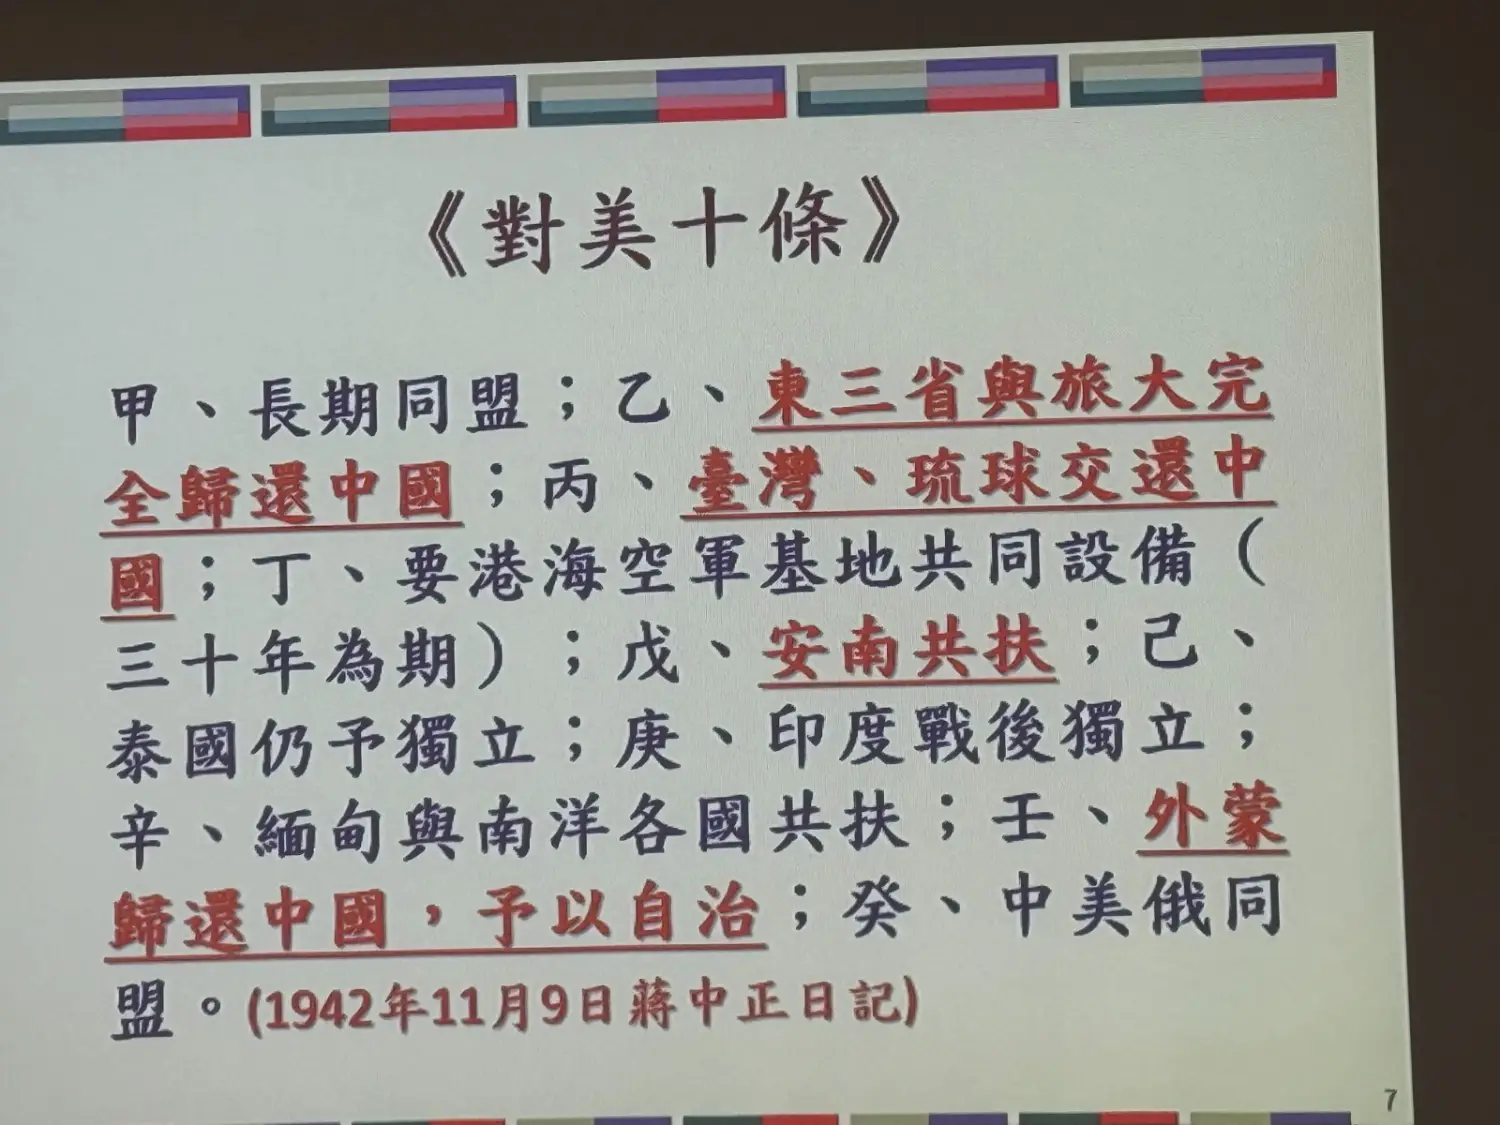 《對美十條》
甲、長期同盟；乙、東三省與旅大完
全歸還中國；丙、臺灣、琉球交還中
國；丁、要港海空軍基地共同設備（
三十年為期）；戊、安南共扶；己、
泰國仍予獨立；庚、印度戰後獨立；
辛、緬甸與南洋各國共扶；壬、外蒙
歸還中國，予以自治；癸、中美俄同
盟。(1942年11月9日蔣中正日記)
7